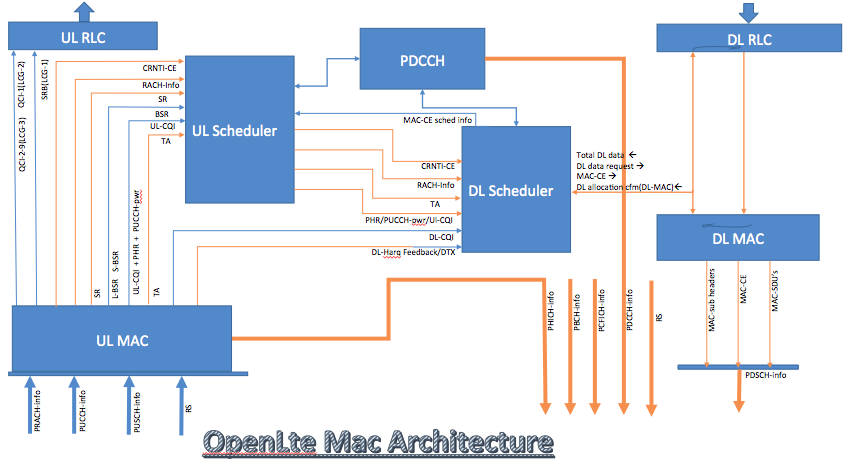 UL RLC
DL RLC
PDCCH
UL Scheduler
DL Scheduler
DL MAC
UL MAC
QCI-1(LCG-2)
QCI-2-9(LCG-3)
SRB(LCG-1)
CRNTI-CE
RACH-Info
SR
BSR
UL-CQI
TA
MAC-CE sched info
CRNTI-CE
RACH-Info
TA
PHR/PUCCH-pwr/Ul-CQI
DL-CQI
DL-Harq Feedback/DTX
Total DL data ←
DL data request →
MAC-CE →
DL allocation cfm(DL-MAC)←
SR
L-BSR S-BSR
UL-CQI + PHR + PUCCH-pwr
TA
PHICH-info
PBCH-info
PCFICH-info
PDCCH-info
RS
MAC-sub headers
MAC-CE
MAC-SDU's
PDSCH-info
PRACH-info
PUCCH-info
PUSCH-info
RS
OpenLte Mac Architecture